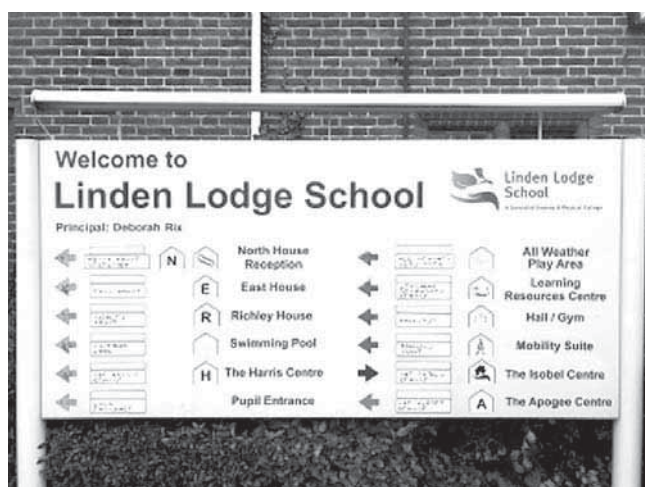 Welcome to
Linden Lodge School
Principal: Deborah Rix
Linden Lodge
School
N
North House
Reception
E
East House
R
Richley House
Swimming Pool
H
The Harris Centre
Pupil Entrance
All Weather
Play Area
Learning
Resources Centre
Hall / Gym
Mobility Suite
The Isobel Centre
A
The Apogee Centre